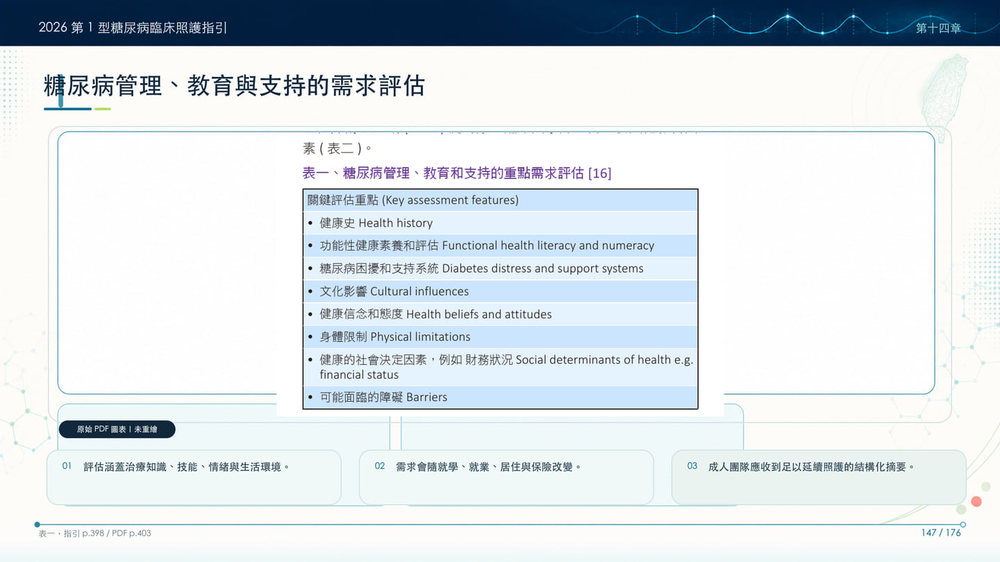 2026 第 1 型糖尿病臨床照護指引
第十四章
糖尿病管理、教育與支持的需求評估
素 ( 表二 )。
表一、糖尿病管理、教育和支持的重點需求評估 [16]
關鍵評估重點 (Key assessment features)
• 健康史 Health history
• 功能性健康素養和評估 Functional health literacy and numeracy
• 糖尿病困擾和支持系統 Diabetes distress and support systems
• 文化影響 Cultural influences
• 健康信念和態度 Health beliefs and attitudes
• 身體限制 Physical limitations
• 健康的社會決定因素，例如 財務狀況 Social determinants of health e.g.
financial status
• 可能面臨的障礙 Barriers
原始 PDF 圖表｜未重繪
01 評估涵蓋治療知識、技能、情緒與生活環境。
02 需求會隨就學、就業、居住與保險改變。
03 成人團隊應收到足以延續照護的結構化摘要。
表一，指引 p.398 / PDF p.403
147 / 176